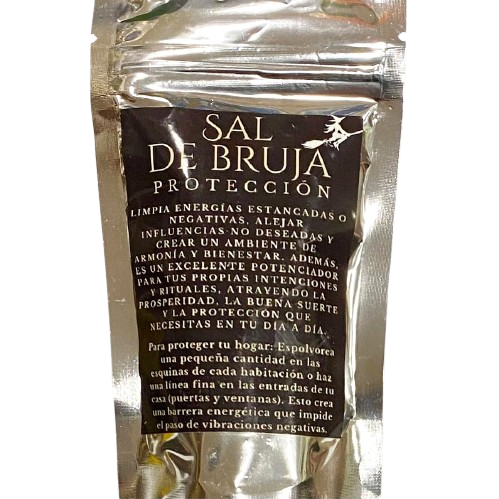 SAL
DE BRUJA
PROTECCIÓN
LIMPIA ENERGÍAS ESTANCADAS O
NEGATIVAS, ALEJAR
INFLUENCIAS NO DESEADAS Y
CREAR UN AMBIENTE DE
ARMONÍA Y BIENESTAR. ADEMÁS,
ES UN EXCELENTE POTENCIADOR
PARA TUS PROPIAS INTENCIONES
Y RITUALES, ATRAYENDO LA
PROSPERIDAD, LA BUENA SUERTE
Y LA PROTECCIÓN QUE
NECESITAS EN TU DÍA A DÍA.
Para proteger tu hogar: Espolvorea
una pequeña cantidad en las
esquinas de cada habitación o haz
una línea fina en las entradas de tu
casa (puertas y ventanas). Esto crea
una barrera energética que impide
el paso de vibraciones negativas.